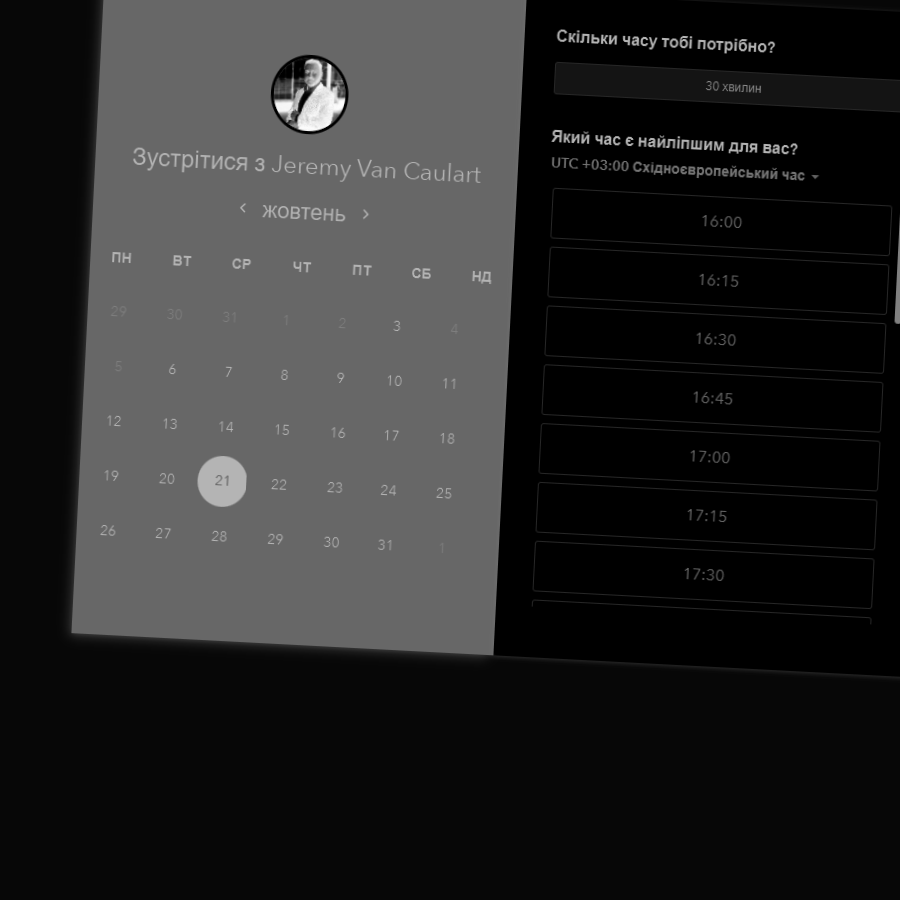 Зустрітися з Jeremy Van Caulart
жовтень
ПН ВТ СР ЧТ ПТ СБ НД
29 30 31 1 2 3 4
5 6 7 8 9 10 11
12 13 14 15 16 17 18
19 20 21 22 23 24 25
26 27 28 29 30 31 1
Скільки часу тобі потрібно?
30 хвилин
Який час є найліпшим для вас?
UTC +03:00 Східноєвропейський час
16:00
16:15
16:30
16:45
17:00
17:15
17:30